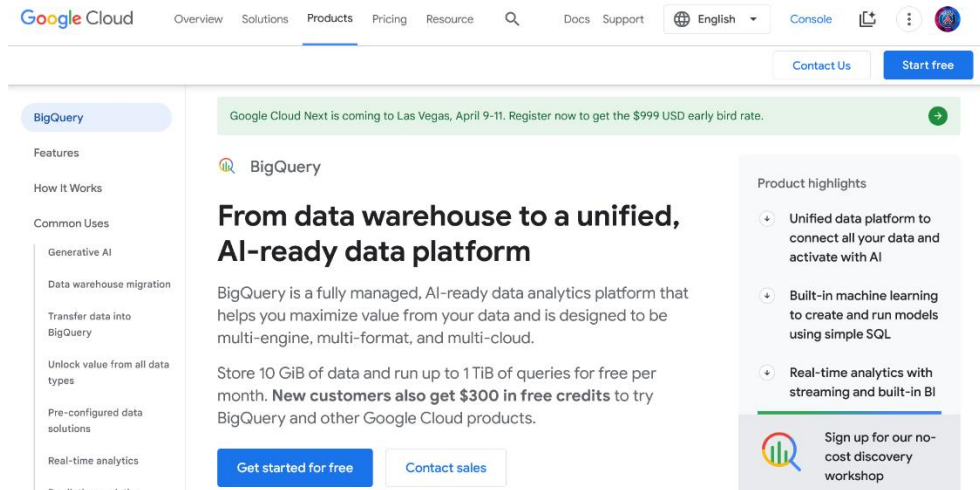 Google Cloud
Overview Solutions Products Pricing Resource Docs Support English Console
Contact Us Start free
BigQuery
Features
How It Works
Common Uses
Generative AI
Data warehouse migration
Transfer data into
BigQuery
Unlock value from all data
types
Pre-configured data
solutions
Real-time analytics
Google Cloud Next is coming to Las Vegas, April 9-11. Register now to get the $999 USD early bird rate.
BigQuery
From data warehouse to a unified,
AI-ready data platform
BigQuery is a fully managed, AI-ready data analytics platform that
helps you maximize value from your data and is designed to be
multi-engine, multi-format, and multi-cloud.
Store 10 GiB of data and run up to 1 TiB of queries for free per
month. New customers also get $300 in free credits to try
BigQuery and other Google Cloud products.
Get started for free Contact sales
Product highlights
Unified data platform to
connect all your data and
activate with AI
Built-in machine learning
to create and run models
using simple SQL
Real-time analytics with
streaming and built-in BI
Sign up for our no-
cost discovery
workshop